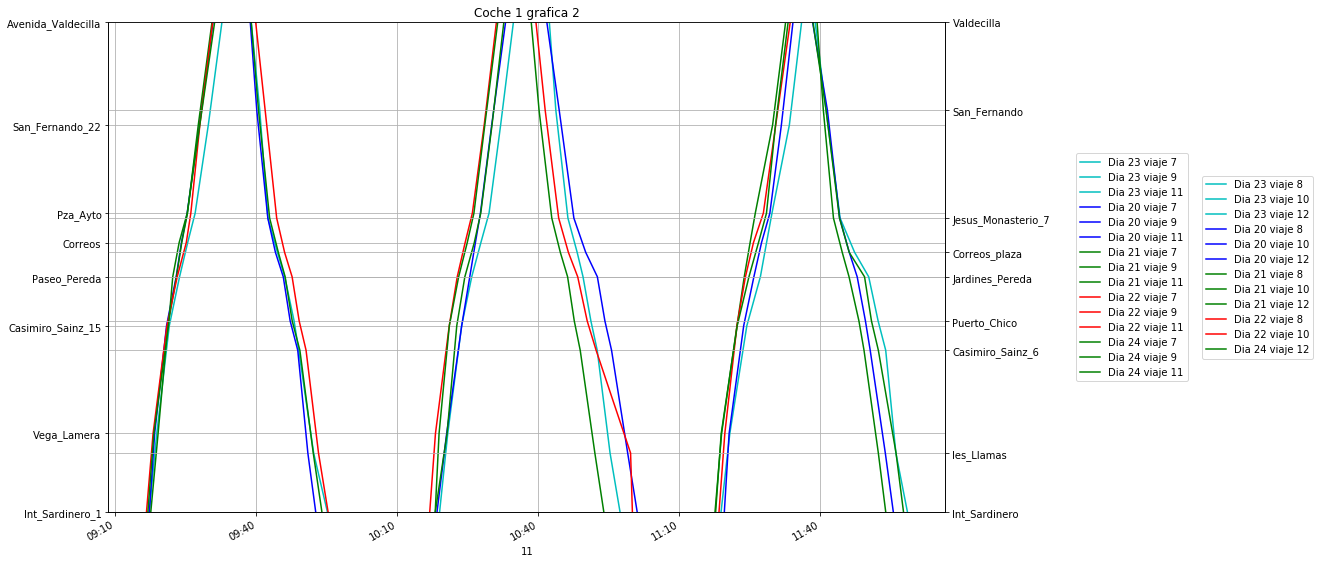 Coche 1 grafica 2
Avenida_Valdecilla
San_Fernando_22
Pza_Ayto
Correos
Paseo_Pereda
Casimiro_Sainz_15
Vega_Lamera
Int_Sardinero_1
Valdecilla
San_Fernando
Jesus_Monasterio_7
Correos_plaza
Jardines_Pereda
Puerto_Chico
Casimiro_Sainz_6
Ies_Llamas
Int_Sardinero
09:10
09:40
10:10
10:40
11:10
11:40
11
Dia 23 viaje 7
Dia 23 viaje 9
Dia 23 viaje 11
Dia 20 viaje 7
Dia 20 viaje 9
Dia 20 viaje 11
Dia 21 viaje 7
Dia 21 viaje 9
Dia 21 viaje 11
Dia 22 viaje 7
Dia 22 viaje 9
Dia 22 viaje 11
Dia 24 viaje 7
Dia 24 viaje 9
Dia 24 viaje 11
Dia 23 viaje 8
Dia 23 viaje 10
Dia 23 viaje 12
Dia 20 viaje 8
Dia 20 viaje 10
Dia 20 viaje 12
Dia 21 viaje 8
Dia 21 viaje 10
Dia 21 viaje 12
Dia 22 viaje 8
Dia 22 viaje 10
Dia 24 viaje 12